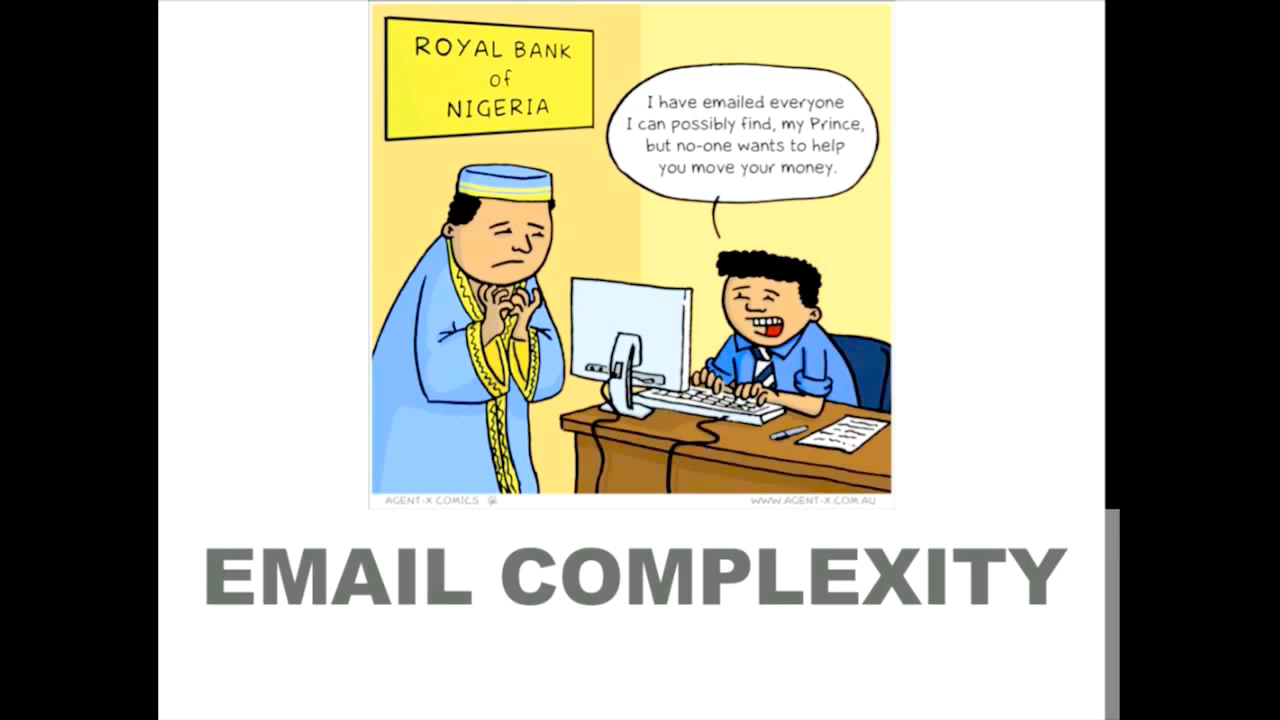 ROYAL BANK
of
NIGERIA
I have emailed everyone
I can possibly find, my Prince,
but no-one wants to help
you move your money.
AGENT-X COMICS
WWW.AGENT-X.COM.AU
EMAIL COMPLEXITY